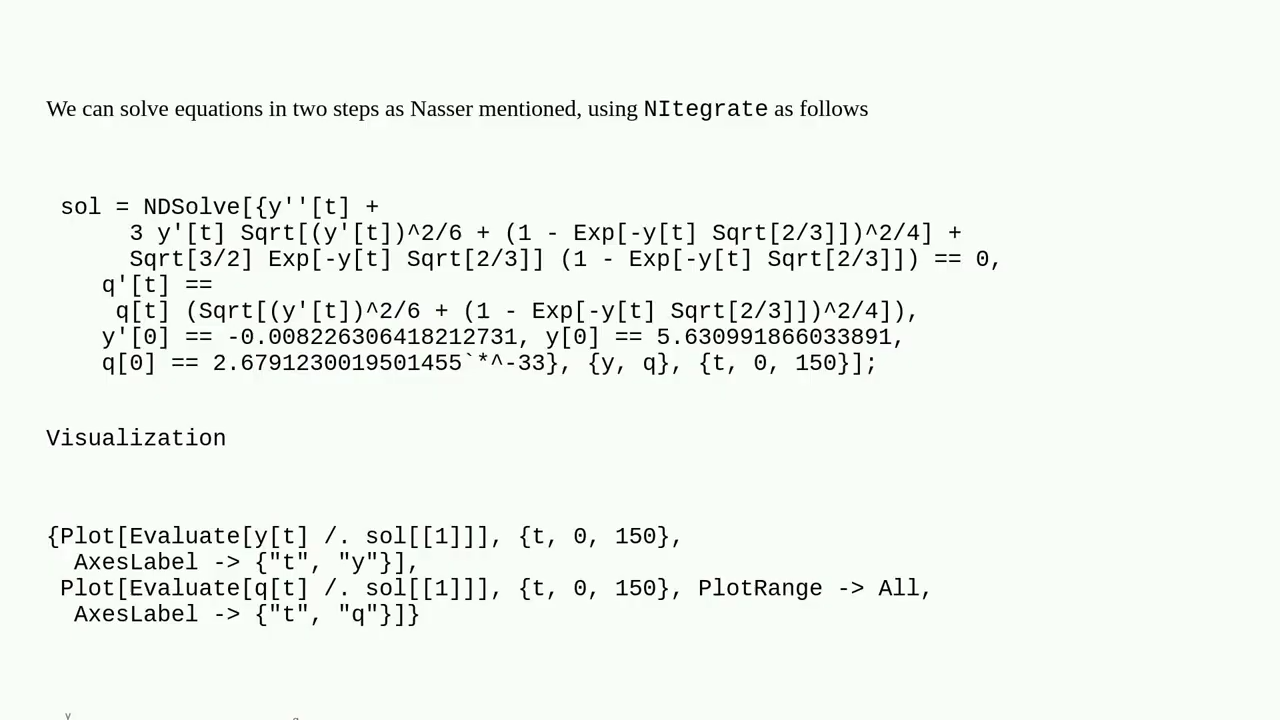 We can solve equations in two steps as Nasser mentioned, using NItegrate as follows
sol = NDSolve[{y''[t] +
3 y'[t] Sqrt[(y'[t])^2/6 + (1 - Exp[-y[t] Sqrt[2/3]])^2/4] +
Sqrt[3/2] Exp[-y[t] Sqrt[2/3]] (1 - Exp[-y[t] Sqrt[2/3]]) == 0,
q'[t] ==
q[t] (Sqrt[(y'[t])^2/6 + (1 - Exp[-y[t] Sqrt[2/3]])^2/4]),
y'[0] == -0.008226306418212731, y[0] == 5.630991866033891,
q[0] == 2.6791230019501455`*^-33}, {y, q}, {t, 0, 150}];
Visualization
{Plot[Evaluate[y[t] /. sol[[1]]], {t, 0, 150},
AxesLabel -> {"t", "y"}],
Plot[Evaluate[q[t] /. sol[[1]]], {t, 0, 150}, PlotRange -> All,
AxesLabel -> {"t", "q"}]}